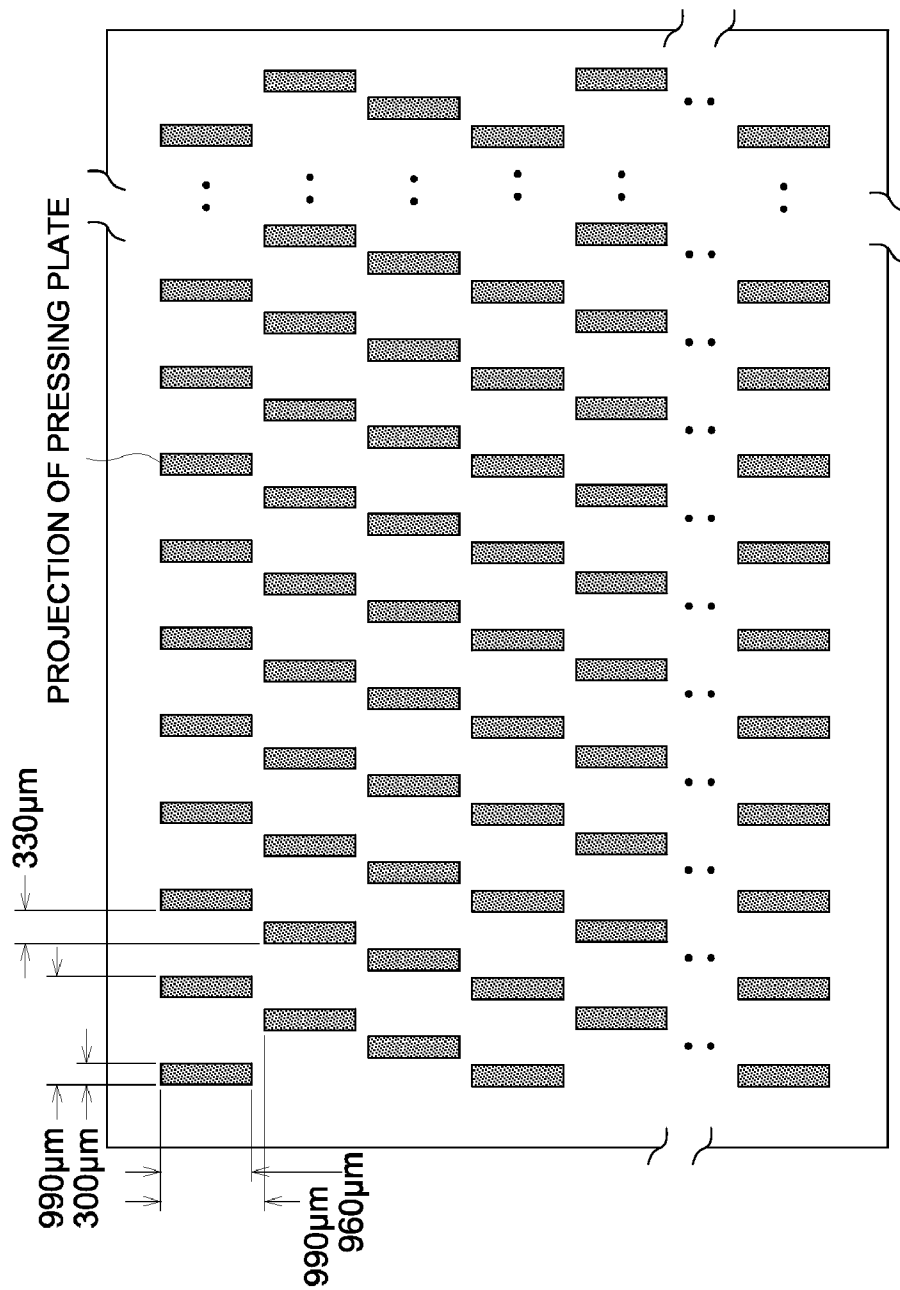 PROJECTION OF PRESSING PLATE
330μm
990μm
300μm
990μm
960μm